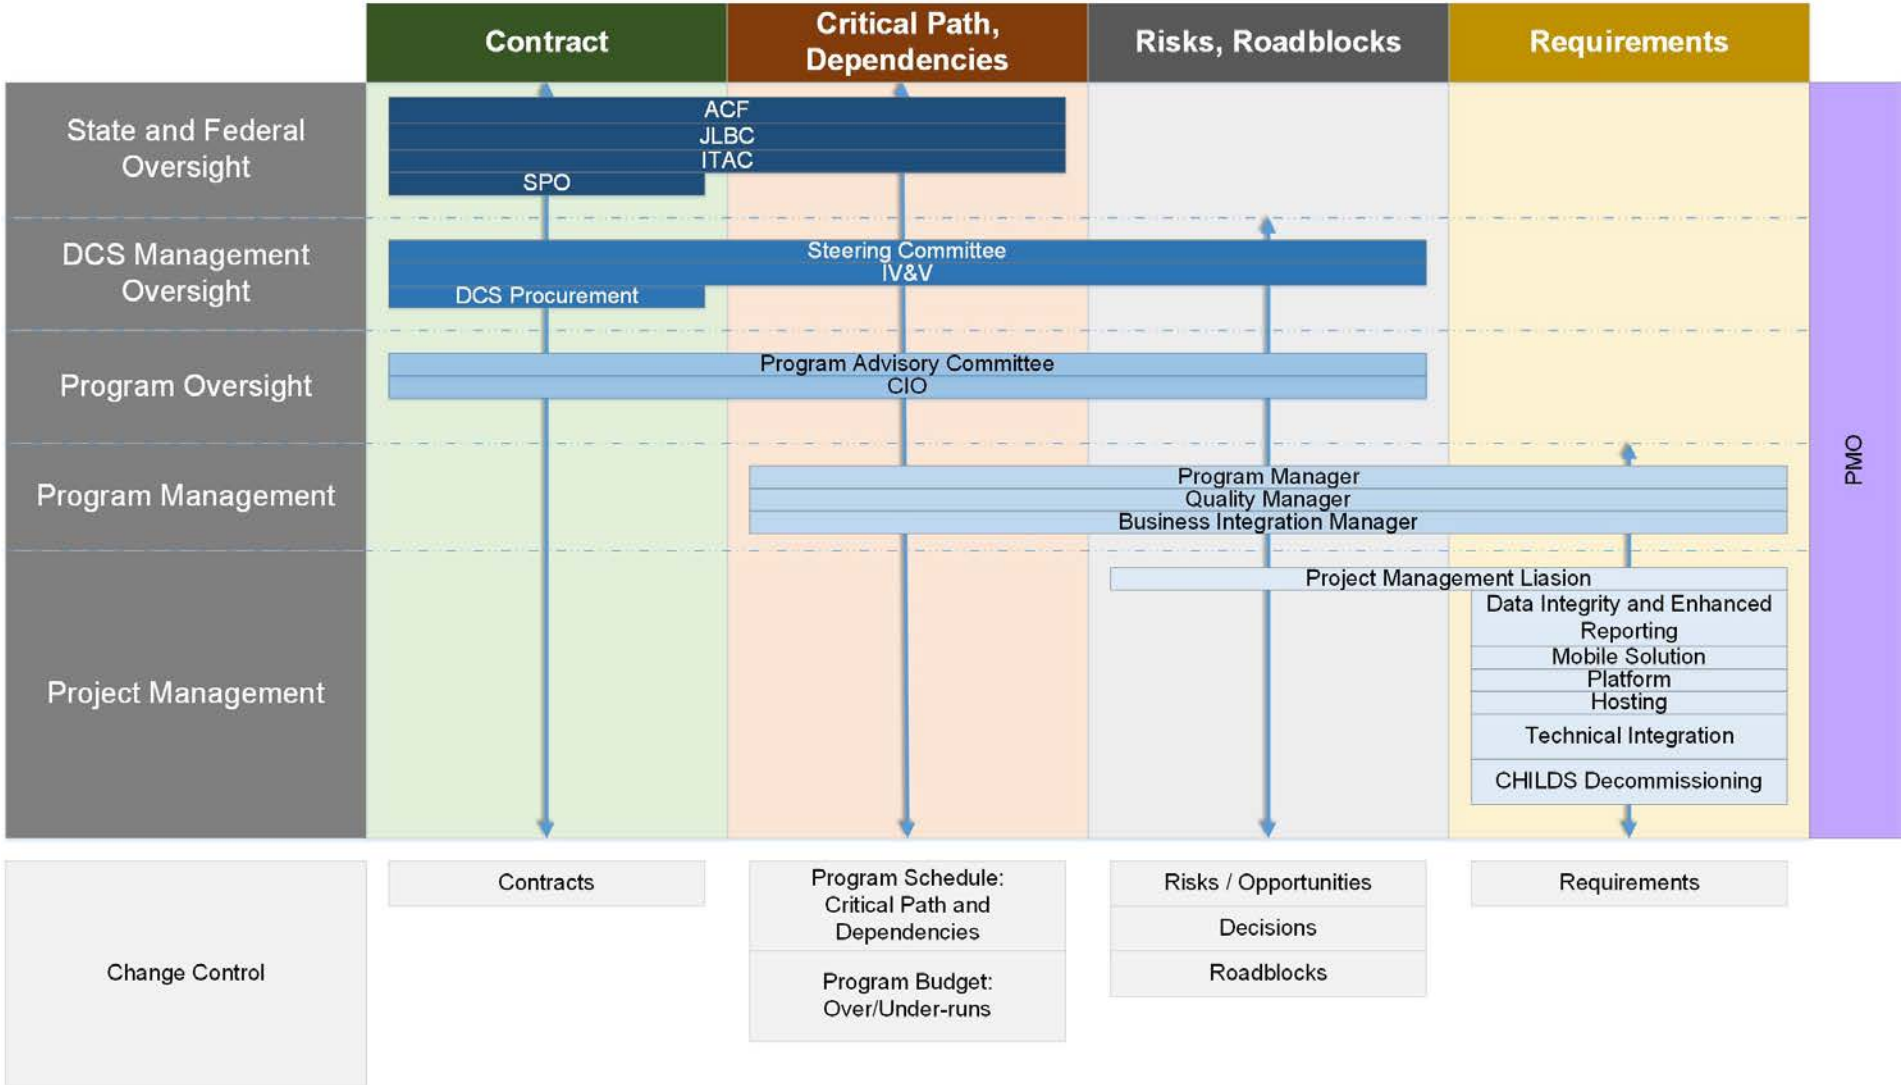 Contract
Critical Path,
Dependencies
Risks, Roadblocks
Requirements
State and Federal
Oversight
ACF
JLBC
ITAC
SPO
DCS Management
Oversight
Steering Committee
IV&V
DCS Procurement
Program Oversight
Program Advisory Committee
CIO
Program Management
Program Manager
Quality Manager
Business Integration Manager
Project Management
Project Management Liasion
Data Integrity and Enhanced
Reporting
Mobile Solution
Platform
Hosting
Technical Integration
CHILDS Decommissioning
PMO
Change Control
Contracts
Program Schedule:
Critical Path and
Dependencies
Program Budget:
Over/Under-runs
Risks / Opportunities
Decisions
Roadblocks
Requirements